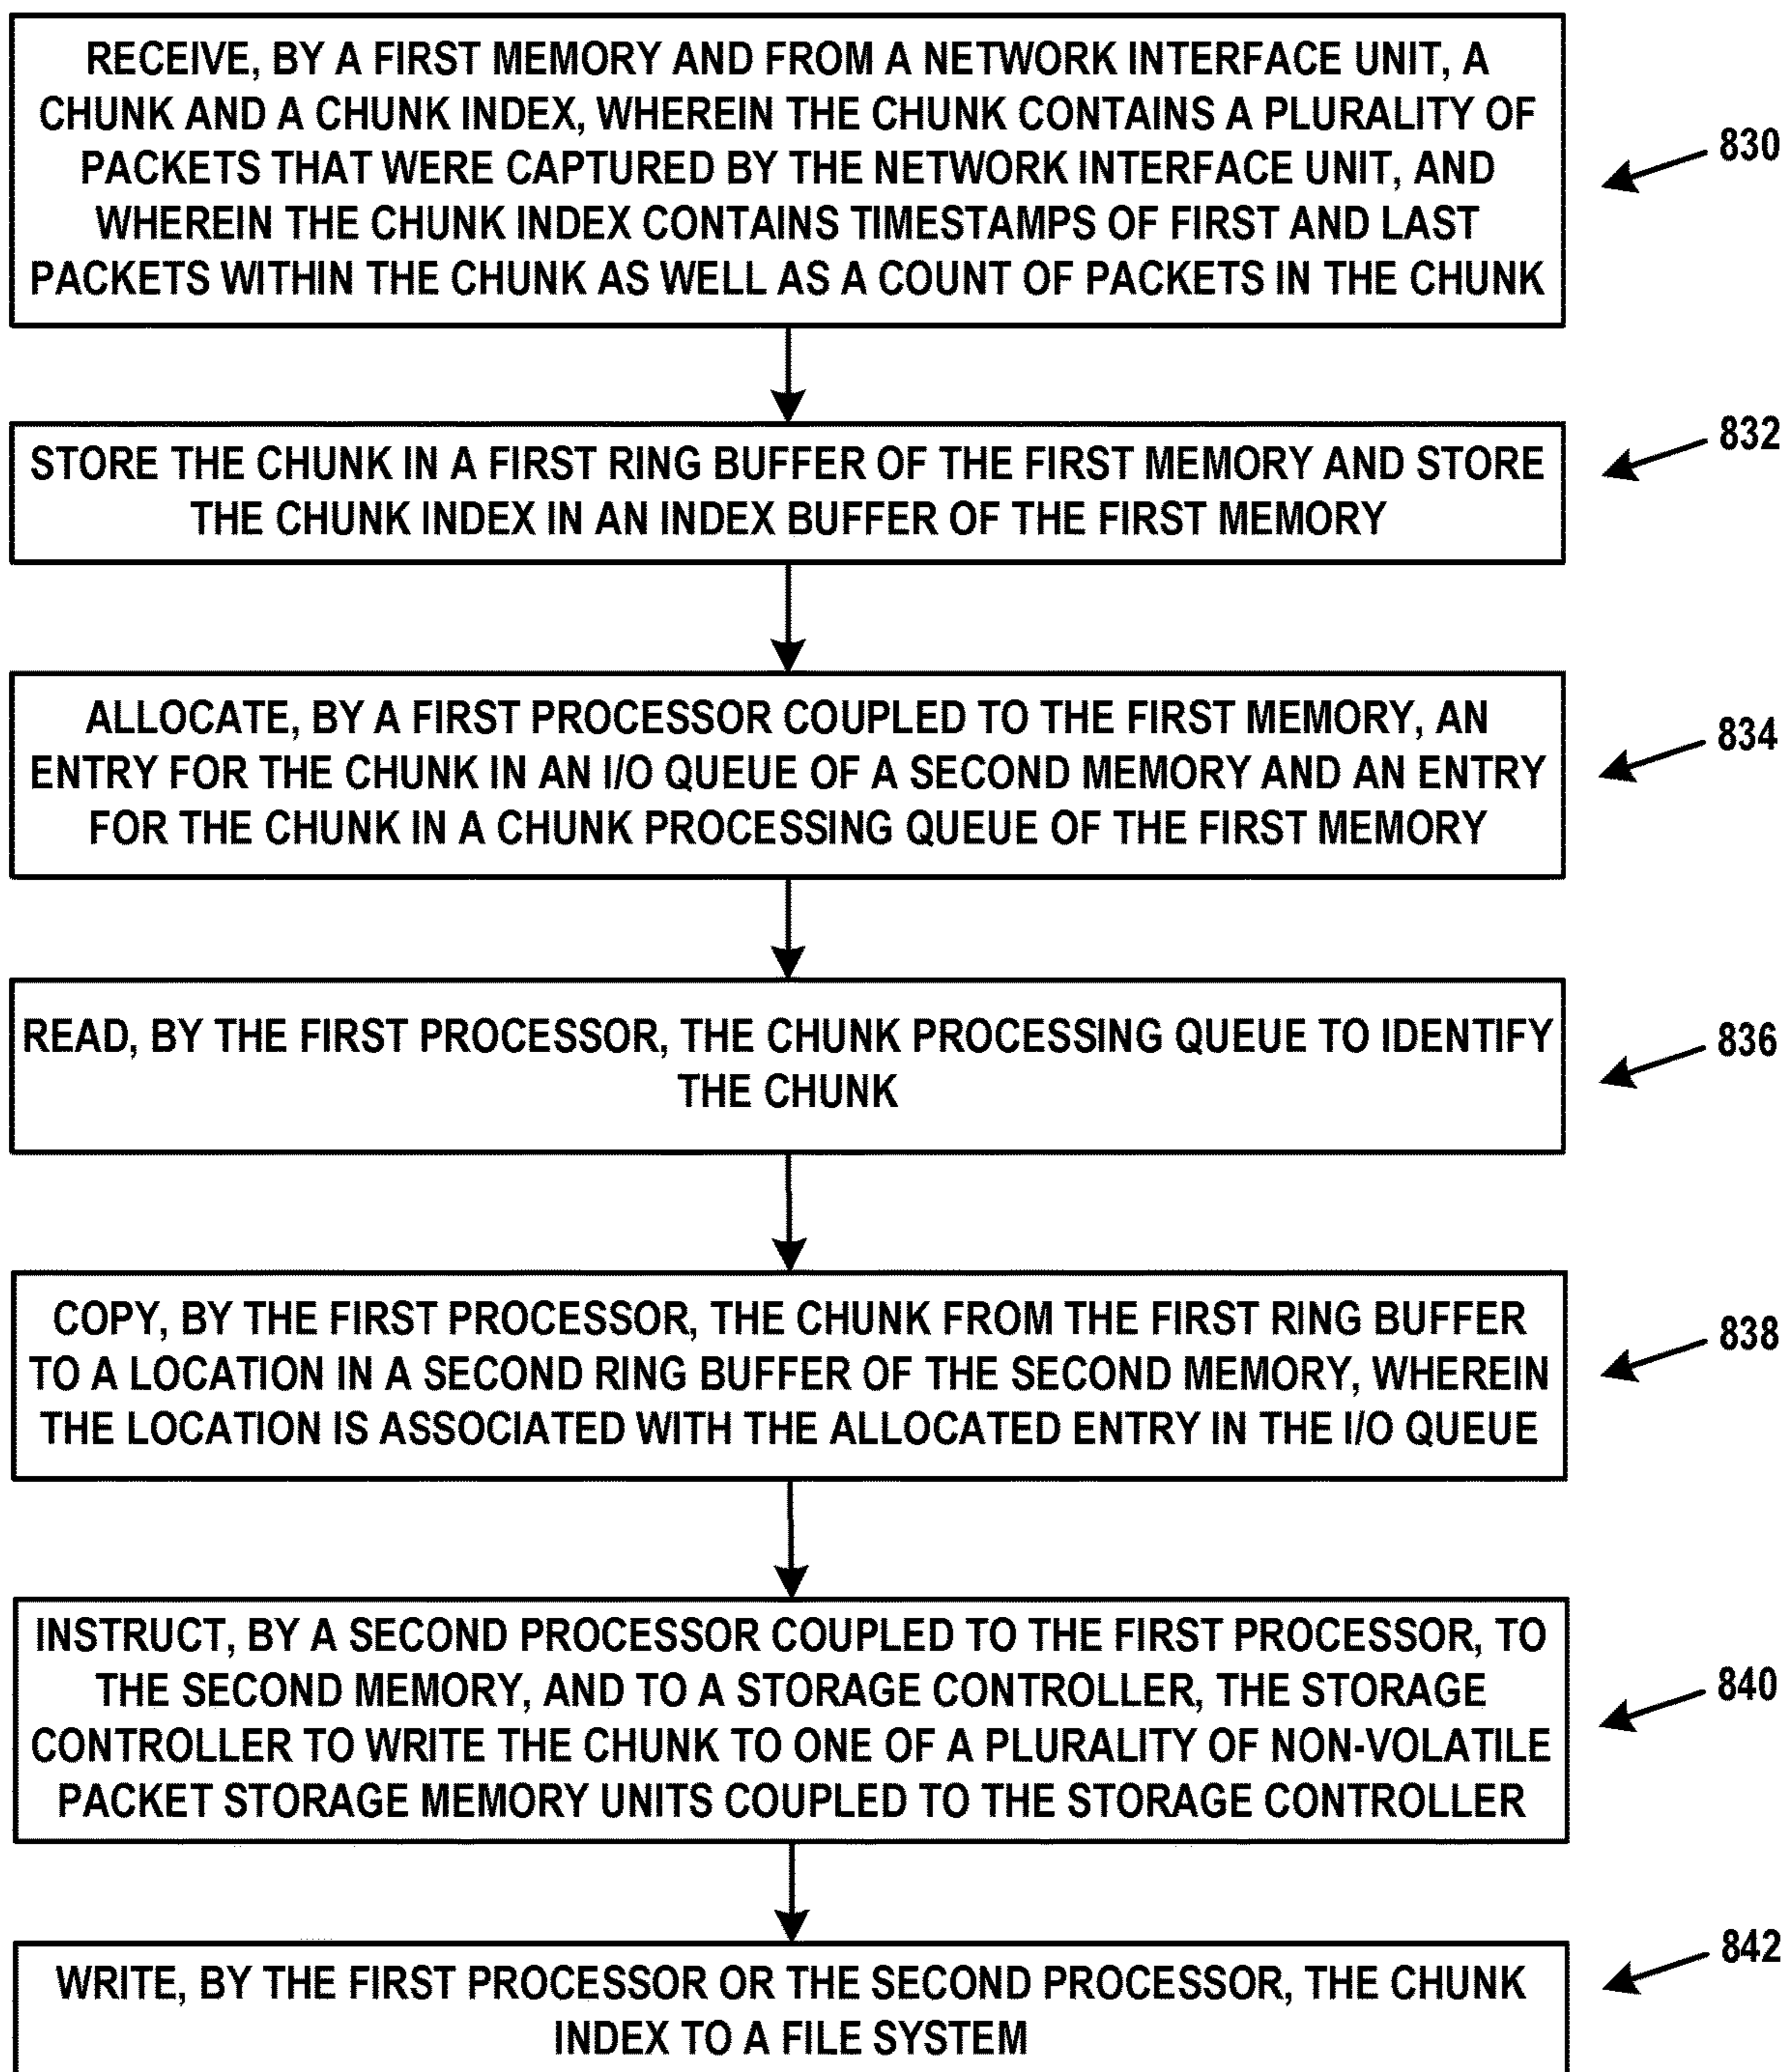 RECEIVE, BY A FIRST MEMORY AND FROM A NETWORK INTERFACE UNIT, A
CHUNK AND A CHUNK INDEX, WHEREIN THE CHUNK CONTAINS A PLURALITY OF
PACKETS THAT WERE CAPTURED BY THE NETWORK INTERFACE UNIT, AND
WHEREIN THE CHUNK INDEX CONTAINS TIMESTAMPS OF FIRST AND LAST
PACKETS WITHIN THE CHUNK AS WELL AS A COUNT OF PACKETS IN THE CHUNK
830
STORE THE CHUNK IN A FIRST RING BUFFER OF THE FIRST MEMORY AND STORE
THE CHUNK INDEX IN AN INDEX BUFFER OF THE FIRST MEMORY
832
ALLOCATE, BY A FIRST PROCESSOR COUPLED TO THE FIRST MEMORY, AN
ENTRY FOR THE CHUNK IN AN I/O QUEUE OF A SECOND MEMORY AND AN ENTRY
FOR THE CHUNK IN A CHUNK PROCESSING QUEUE OF THE FIRST MEMORY
834
READ, BY THE FIRST PROCESSOR, THE CHUNK PROCESSING QUEUE TO IDENTIFY
THE CHUNK
836
COPY, BY THE FIRST PROCESSOR, THE CHUNK FROM THE FIRST RING BUFFER
TO A LOCATION IN A SECOND RING BUFFER OF THE SECOND MEMORY, WHEREIN
THE LOCATION IS ASSOCIATED WITH THE ALLOCATED ENTRY IN THE I/O QUEUE
838
INSTRUCT, BY A SECOND PROCESSOR COUPLED TO THE FIRST PROCESSOR, TO
THE SECOND MEMORY, AND TO A STORAGE CONTROLLER, THE STORAGE
CONTROLLER TO WRITE THE CHUNK TO ONE OF A PLURALITY OF NON-VOLATILE
PACKET STORAGE MEMORY UNITS COUPLED TO THE STORAGE CONTROLLER
840
WRITE, BY THE FIRST PROCESSOR OR THE SECOND PROCESSOR, THE CHUNK
INDEX TO A FILE SYSTEM
842